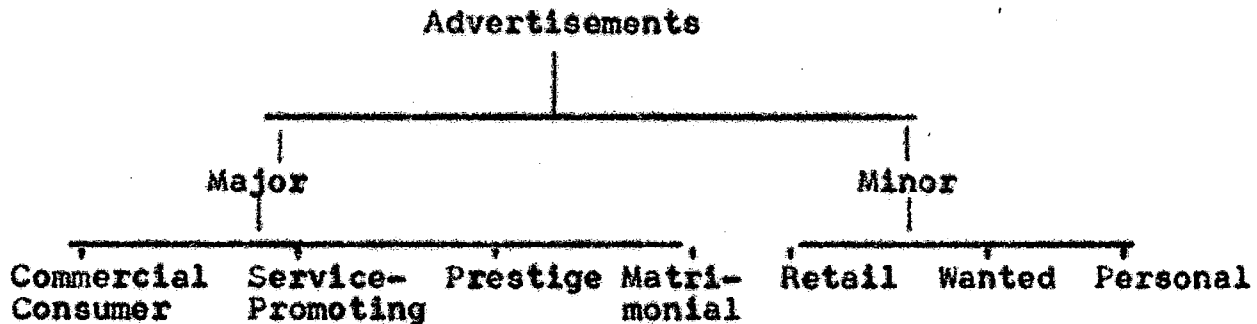 Advertisements
Major Minor
Commercial Service- Prestige Matri- Retail Wanted Personal
Consumer Promoting monial